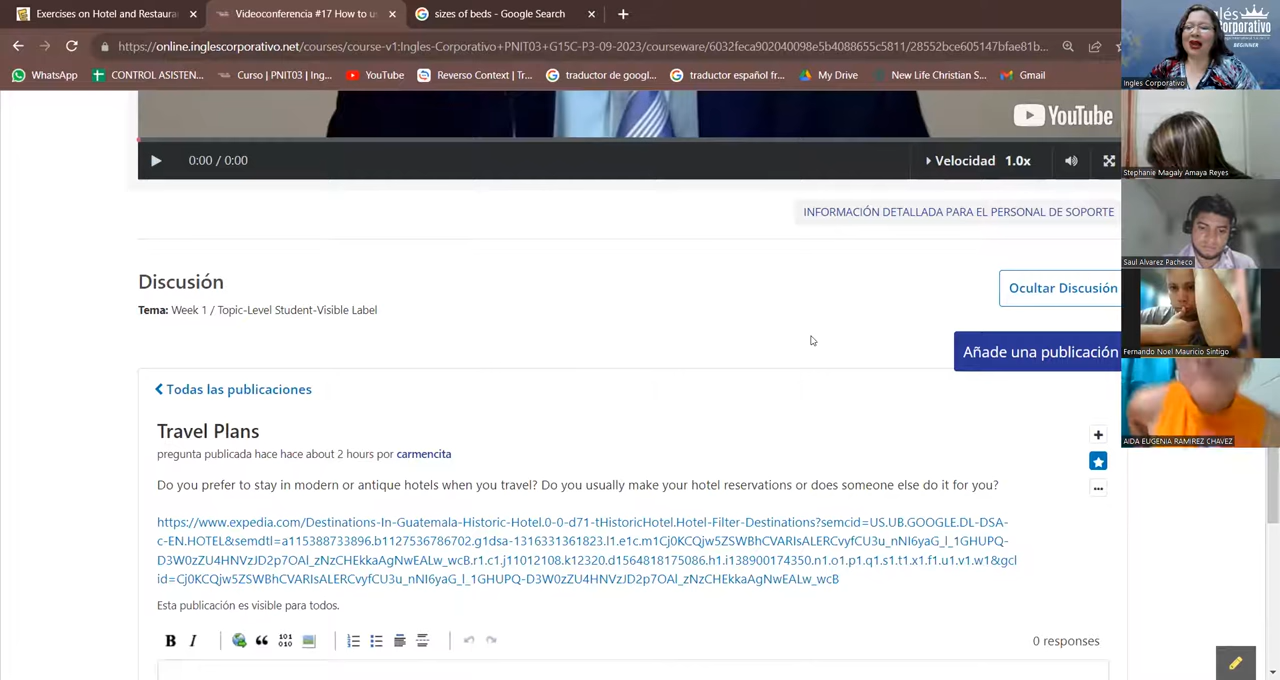 Exercises on Hotel and Restaura
Videoconferencia #17 How to us
sizes of beds - Google Search
https://online.inglescorporativo.net/courses/course-v1:Ingles-Corporativo+PNIT03+G15C-P3-09-2023/courseware/6032feca902040098e5b4088655c5811/28552bce605147bfae81b...
WhatsApp
CONTROL ASISTEN...
Curso | PNIT03 | Ing...
YouTube
Reverso Context | Tr...
traductor de googl...
traductor español fr...
My Drive
New Life Christian S...
Gmail
YouTube
0:00 / 0:00
Velocidad 1.0x
INFORMACIÓN DETALLADA PARA EL PERSONAL DE SOPORTE
Discusión
Ocultar Discusión
Tema: Week 1 / Topic-Level Student-Visible Label
Añade una publicación
Todas las publicaciones
Travel Plans
pregunta publicada hace hace about 2 hours por carmencita
Do you prefer to stay in modern or antique hotels when you travel? Do you usually make your hotel reservations or does someone else do it for you?
https://www.expedia.com/Destinations-In-Guatemala-Historic-Hotel.0-0-d71-tHistoricHotel.Hotel-Filter-Destinations?semcid=US.UB.GOOGLE.DL-DSA-
c-EN.HOTEL&semdtl=a115388733896.b1127536786702.g1dsa-1316331361823.l1.e1c.m1Cj0KCQjw5ZSWBhCVARIsALERCvyfCU3u_nNI6yaG_l_1GHUPQ-
D3W0zZU4HNVzJD2p7OAl_zNzCHEkkaAgNwEALw_wcB.r1.c1.j11012108.k12320.d1564818175086.h1.i138900174350.n1.o1.p1.q1.s1.t1.x1.f1.u1.v1.w1&gcl
id=Cj0KCQjw5ZSWBhCVARIsALERCvyfCU3u_nNI6yaG_l_1GHUPQ-D3W0zZU4HNVzJD2p7OAl_zNzCHEkkaAgNwEALw_wcB
Esta publicación es visible para todos.
B I
101
010
0 responses
Inglés
Corporativo
BEGINNER
Ingles Corporativo
Stephanie Magaly Amaya Reyes
Saul Alvarez Pacheco
Fernando Noel Mauricio Sintigo
AIDA EUGENIA RAMIREZ CHAVEZ